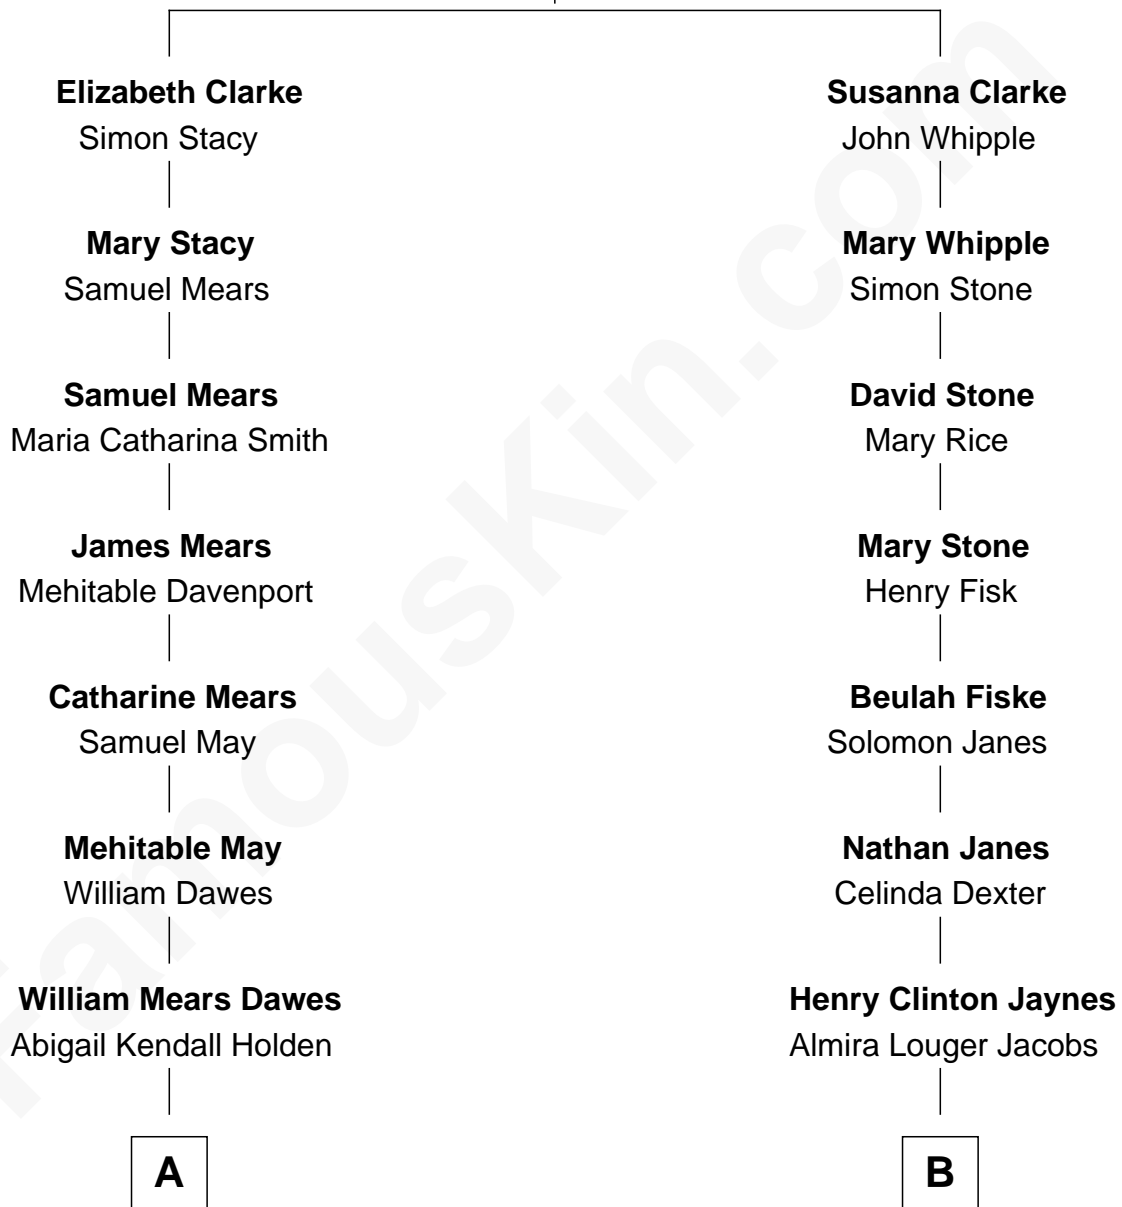 Elizabeth Clarke
Simon Stacy
Mary Stacy
Samuel Mears
Samuel Mears
Maria Catharina Smith
James Mears
Mehitable Davenport
Catharine Mears
Samuel May
Mehitable May
William Dawes
William Mears Dawes
Abigail Kendall Holden
A
Susanna Clarke
John Whipple
Mary Whipple
Simon Stone
David Stone
Mary Rice
Mary Stone
Henry Fisk
Beulah Fiske
Solomon Janes
Nathan Janes
Celinda Dexter
Henry Clinton Jaynes
Almira Louger Jacobs
B
FamousKin.com